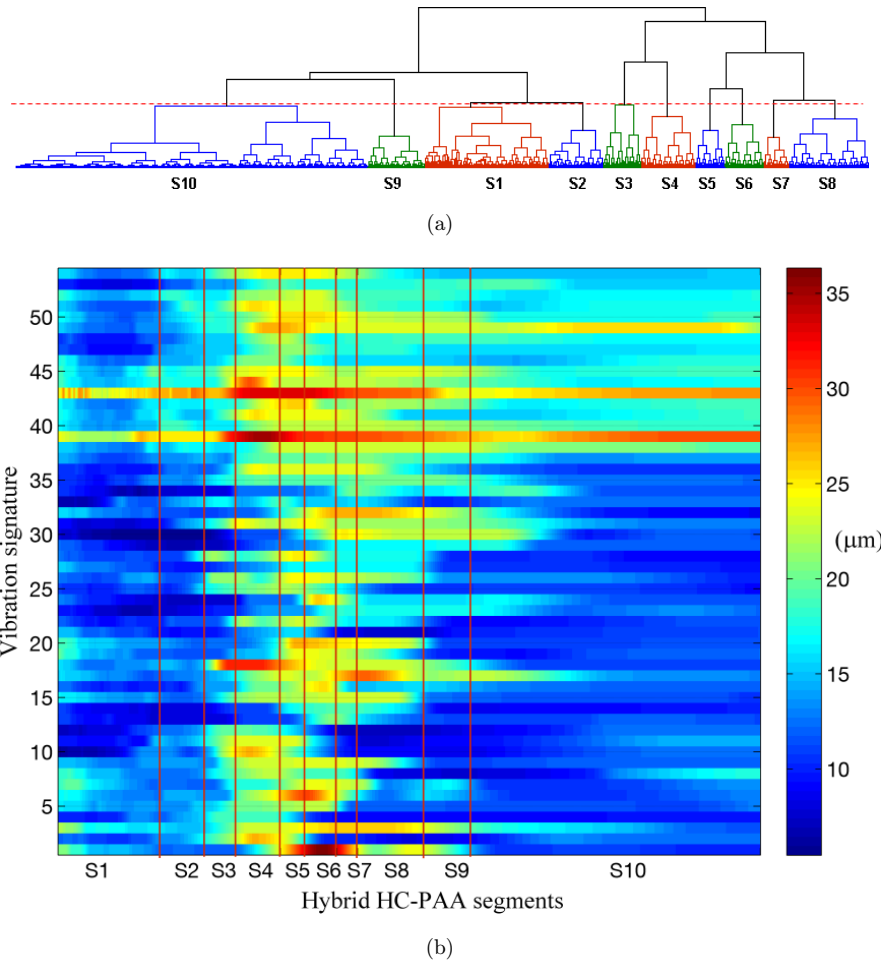 S10 S9 S1 S2 S3 S4 S5 S6 S7 S8
(a)
50
45
40
35
30
25
20
15
10
5
Vibration signature
35
30
25
20
15
10
(μm)
S1 S2 S3 S4 S5 S6 S7 S8 S9 S10
Hybrid HC-PAA segments
(b)